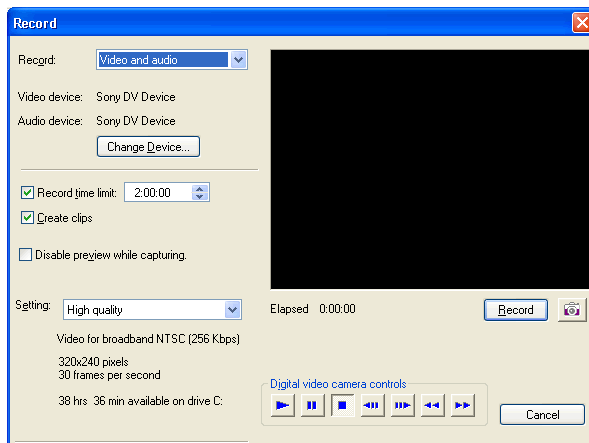 Record
Record:
Video and audio
Video device: Sony DV Device
Audio device: Sony DV Device
Change Device...
Record time limit: 2:00:00
Create clips
Disable preview while capturing.
Setting: High quality
Video for broadband NTSC (256 Kbps)
320x240 pixels
30 frames per second
38 hrs 36 min available on drive C:
Elapsed 0:00:00
Record
Digital video camera controls
Cancel